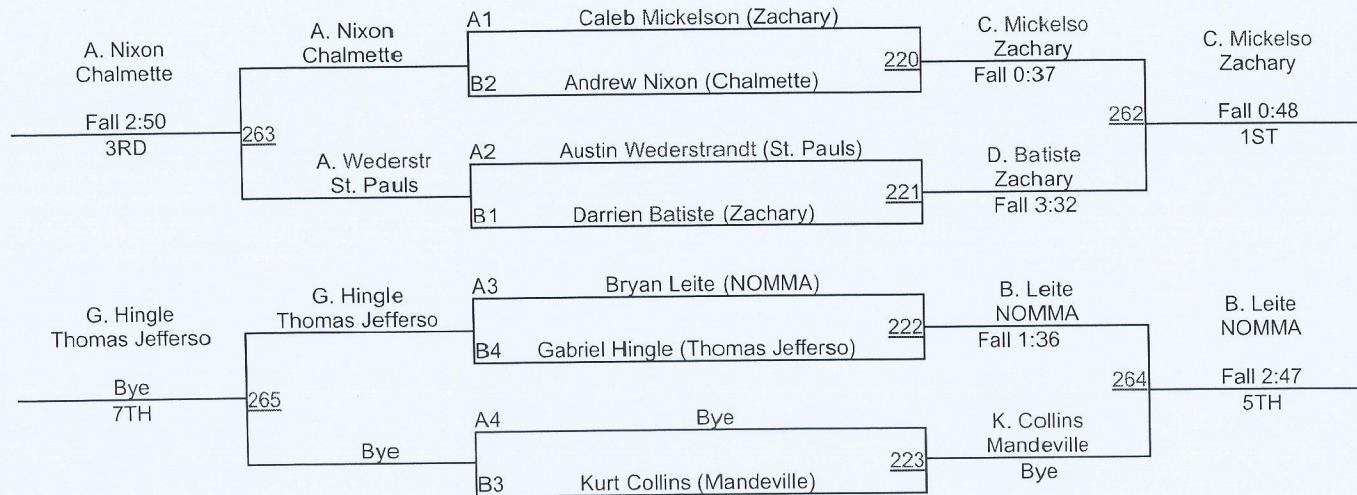 A1 Caleb Mickelson (Zachary)
A. Nixon
Chalmette
A. Nixon
Chalmette
220
C. Mickelso
Zachary
C. Mickelso
Zachary
B2 Andrew Nixon (Chalmette)
Fall 0:37
Fall 2:50
3RD
263
262
Fall 0:48
1ST
A. Wederstr
St. Pauls
A2 Austin Wederstrandt (St. Pauls)
221
D. Batiste
Zachary
B1 Darrien Batiste (Zachary)
Fall 3:32
G. Hingle
Thomas Jefferso
G. Hingle
Thomas Jefferso
A3 Bryan Leite (NOMMA)
222
B. Leite
NOMMA
B. Leite
NOMMA
B4 Gabriel Hingle (Thomas Jefferso)
Fall 1:36
Bye
7TH
265
264
Fall 2:47
5TH
Bye
A4 Bye
223
K. Collins
Mandeville
B3 Kurt Collins (Mandeville)
Bye